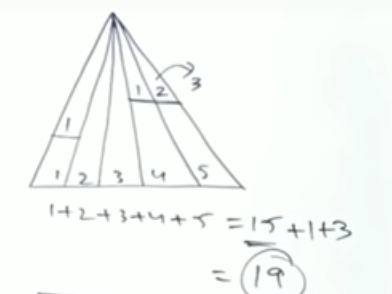 1 2 3
1
1 2 3 4 5
1+2+3+4+5 = 15+1+3
= 19